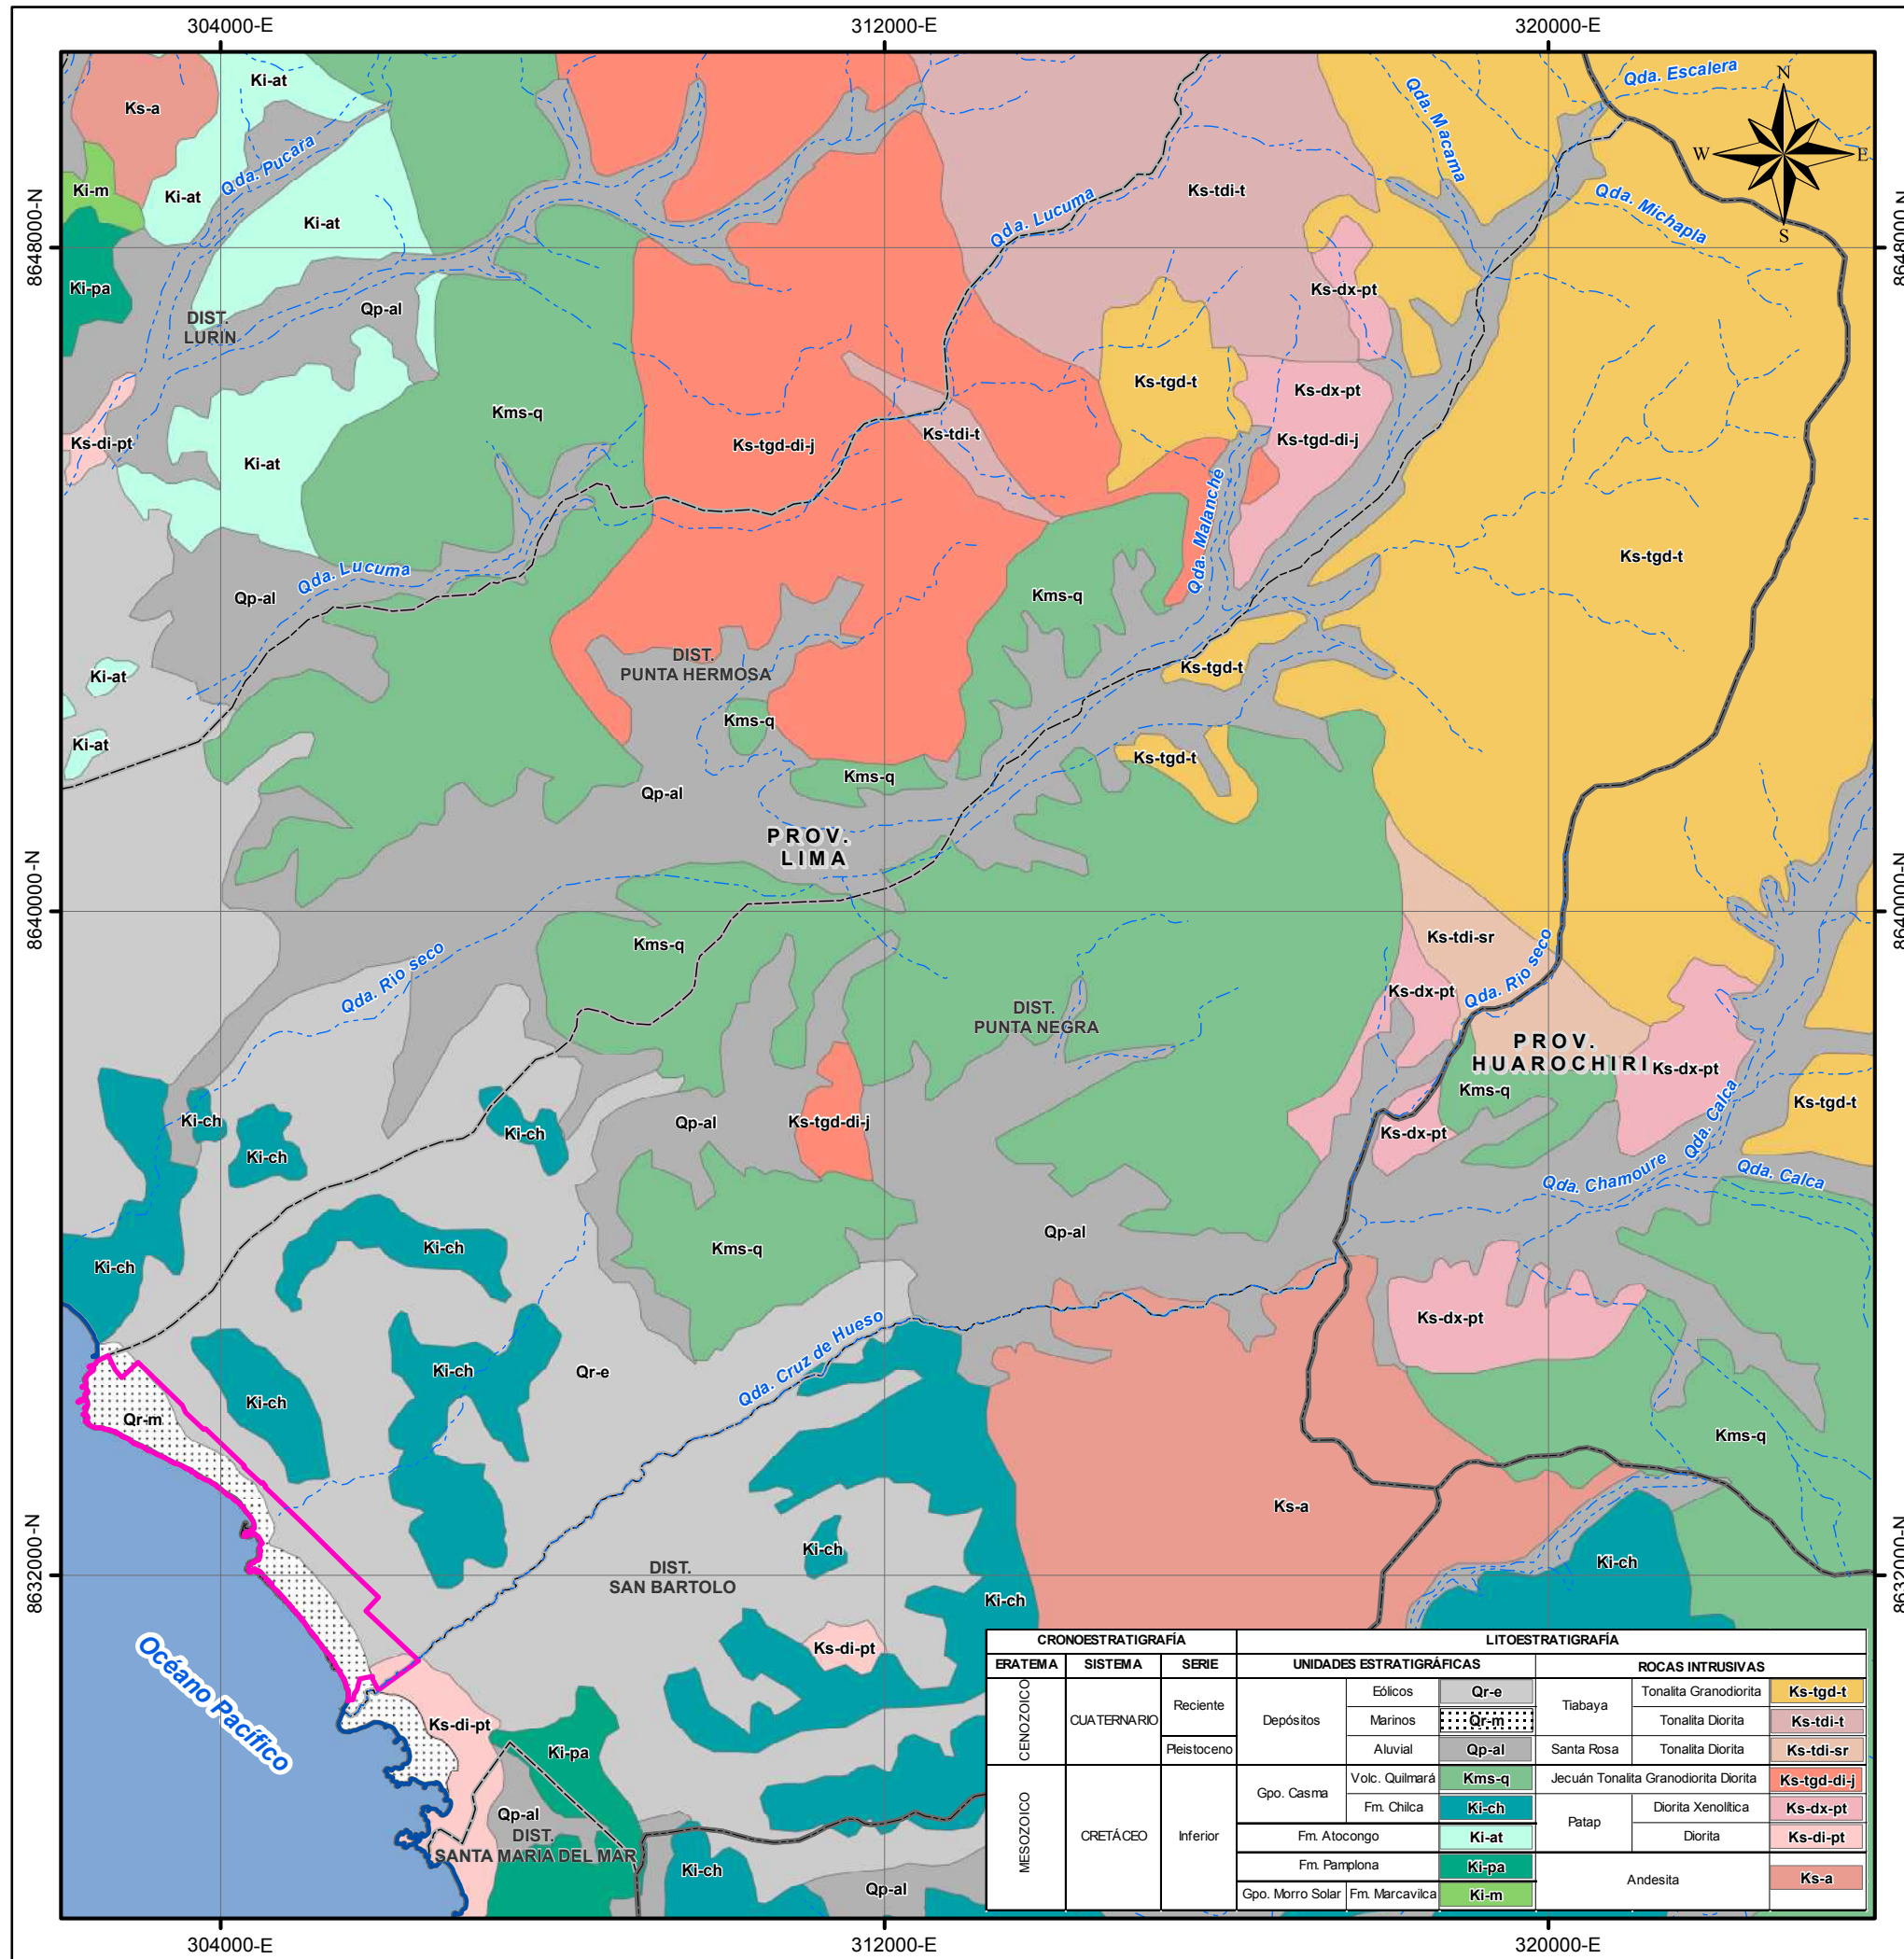 304000-E
312000-E
320000-E
Ki-at
Ks-a
Qda. Pucara
Ki-m
Ki-at
Ki-at
Ki-pa
Qp-al
DIST.
LURIN
Ks-di-pt
Ki-at
Kms-q
Qda. Lucuma
Qp-al
Ki-at
Ki-at
Qda. Escalera
Qda. Macama
N
W
E
S
Ks-tdi-t
Qda. Michapla
Qda. Lucuma
8648000-N
8648000-N
Ks-dx-pt
Ks-tgd-t
Ks-dx-pt
Ks-tgd-di-j
Ks-tdi-t
Ks-tgd-di-j
Qda. Malanche
Ks-tgd-t
Kms-q
DIST.
PUNTA HERMOSA
Ks-tgd-t
Kms-q
Ks-tgd-t
Kms-q
Qp-al
PROV.
LIMA
8640000-N
8640000-N
Kms-q
Ks-tdi-sr
Qda. Rio seco
Qda. Rio seco
Ks-dx-pt
DIST.
PUNTA NEGRA
PROV.
HUAROCHIRI
Ks-dx-pt
Kms-q
Ks-tgd-t
Ki-ch
Ki-ch
Ki-ch
Qp-al
Ks-tgd-di-j
Ks-dx-pt
Qda. Calca
Qda. Chamoure
Qda. Calca
Ki-ch
Ki-ch
Kms-q
Qp-al
Ks-dx-pt
Qda. Cruz de Hueso
Ki-ch
Qr-e
Ki-ch
Qr-m
Kms-q
Ks-a
8632000-N
8632000-N
Ki-ch
Ki-ch
DIST.
SAN BARTOLO
Ki-ch
Ks-di-pt
Océano Pacífico
Ks-di-pt
Ki-pa
Qp-al
DIST.
SANTA MARIA DEL MAR
Ki-ch
Qp-al
CRONOESTRATIGRAFÍA
LITOESTRATIGRAFÍA
ERATEMA
SISTEMA
SERIE
UNIDADES ESTRATIGRÁFICAS
ROCAS INTRUSIVAS
CENOZOICO
CUATERNARIO
Reciente
Depósitos
Eólicos
Qr-e
Tiabaya
Tonalita Granodiorita
Ks-tgd-t
Marinos
Qr-m
Tonalita Diorita
Ks-tdi-t
Pleistoceno
Aluvial
Qp-al
Santa Rosa
Tonalita Diorita
Ks-tdi-sr
MESOZOICO
CRETÁCEO
Inferior
Gpo. Casma
Volc. Quilmará
Kms-q
Jecuán Tonalita Granodiorita Diorita
Ks-tgd-di-j
Fm. Chilca
Ki-ch
Patap
Diorita Xenolítica
Ks-dx-pt
Fm. Atocongo
Ki-at
Diorita
Ks-di-pt
Fm. Pamplona
Ki-pa
Andesita
Ks-a
Gpo. Morro Solar
Fm. Marcavilca
Ki-m
304000-E
312000-E
320000-E